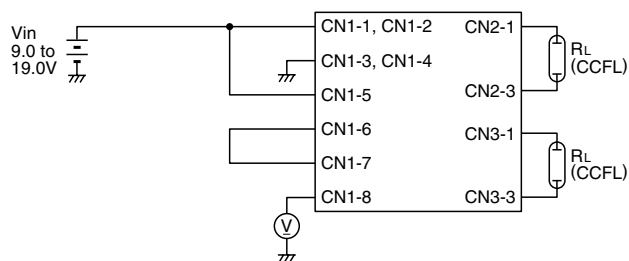 Vin
9.0 to
19.0V
CN1-1, CN1-2
CN1-3, CN1-4
CN1-5
CN1-6
CN1-7
CN1-8
V
CN2-1
CN2-3
CN3-1
CN3-3
RL
(CCFL)
RL
(CCFL)